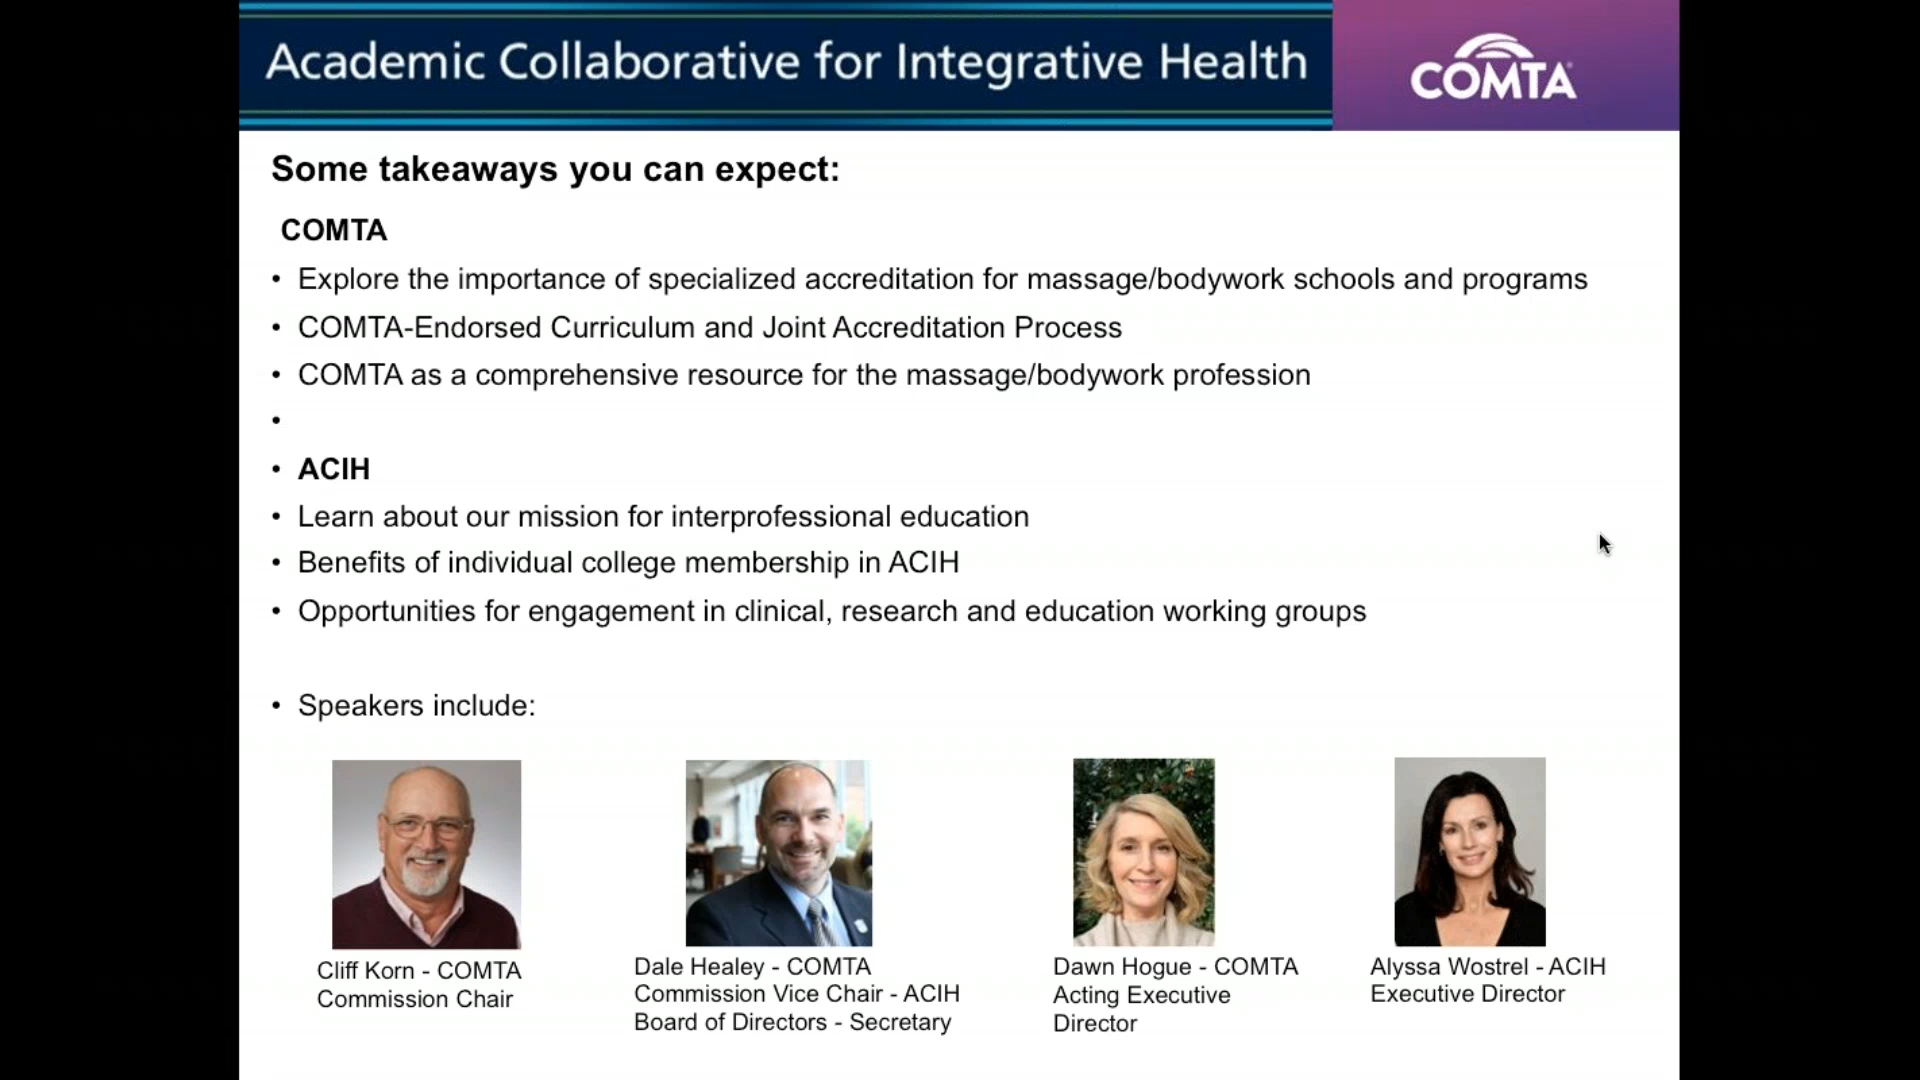 Academic Collaborative for Integrative Health
COMTA
Some takeaways you can expect:
COMTA
• Explore the importance of specialized accreditation for massage/bodywork schools and programs
• COMTA-Endorsed Curriculum and Joint Accreditation Process
• COMTA as a comprehensive resource for the massage/bodywork profession
•
• ACIH
• Learn about our mission for interprofessional education
• Benefits of individual college membership in ACIH
• Opportunities for engagement in clinical, research and education working groups
• Speakers include:
Cliff Korn - COMTA
Commission Chair
Dale Healey - COMTA
Commission Vice Chair - ACIH
Board of Directors - Secretary
Dawn Hogue - COMTA
Acting Executive
Director
Alyssa Wostrel - ACIH
Executive Director